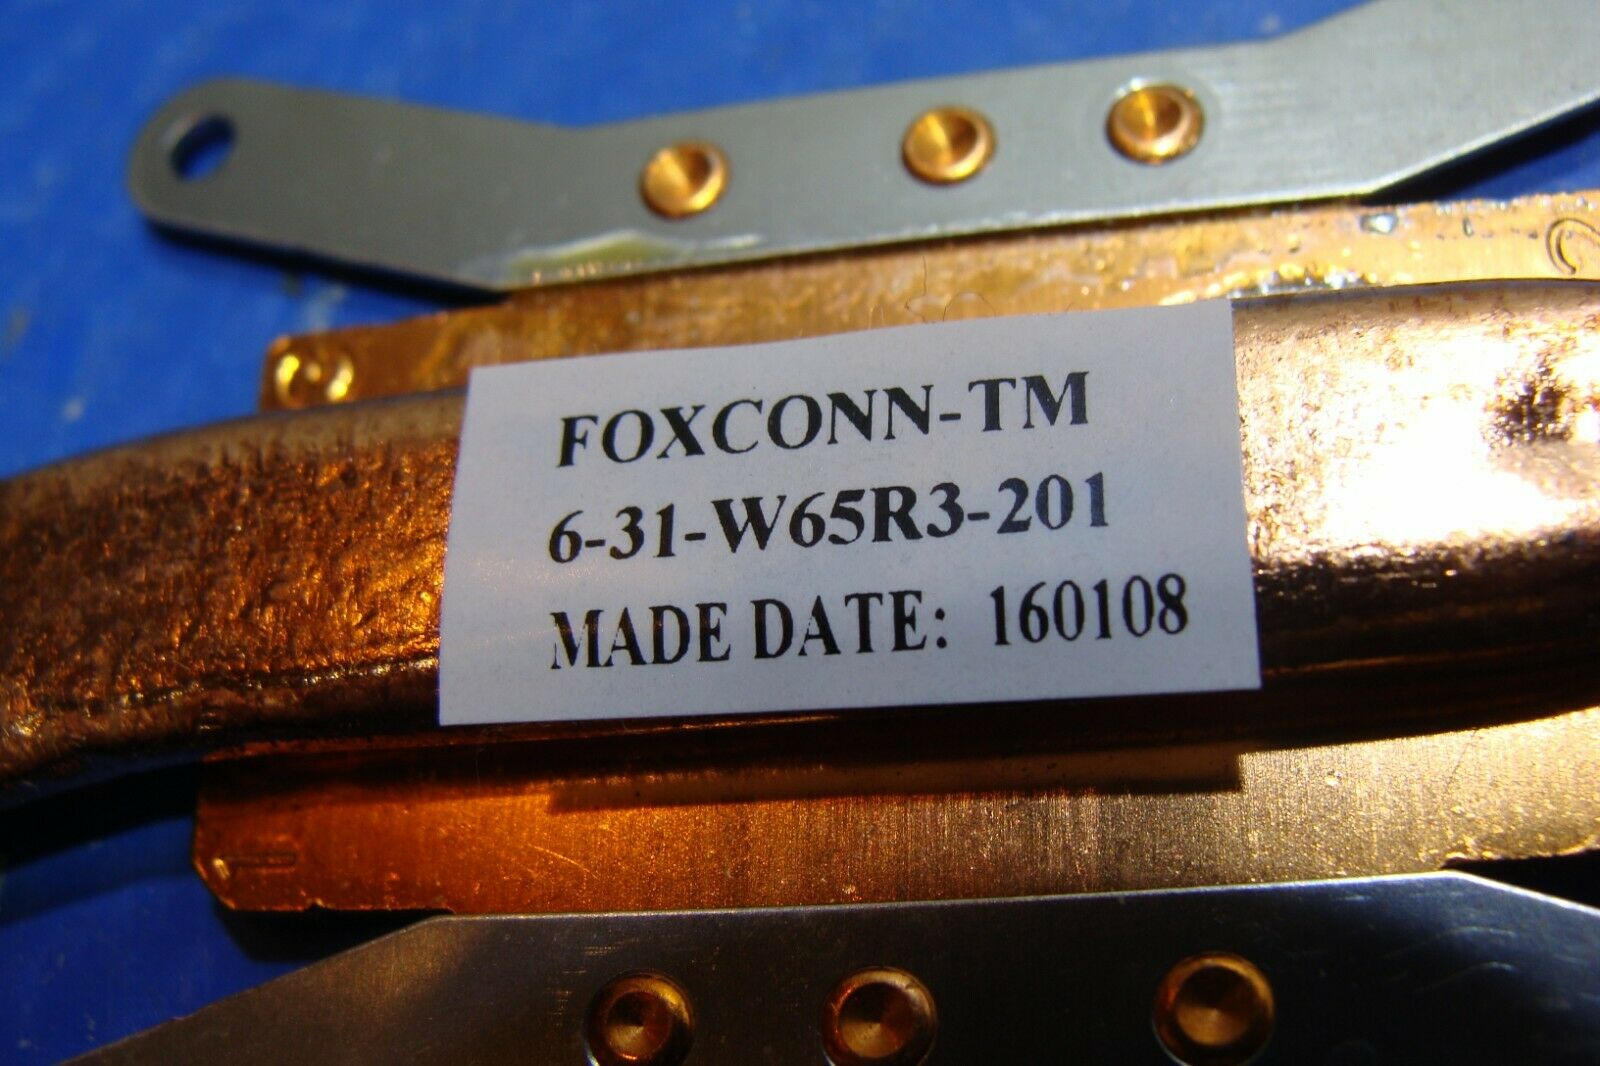 FOXCONN-TM
6-31-W65R3-201
MADE DATE: 160108